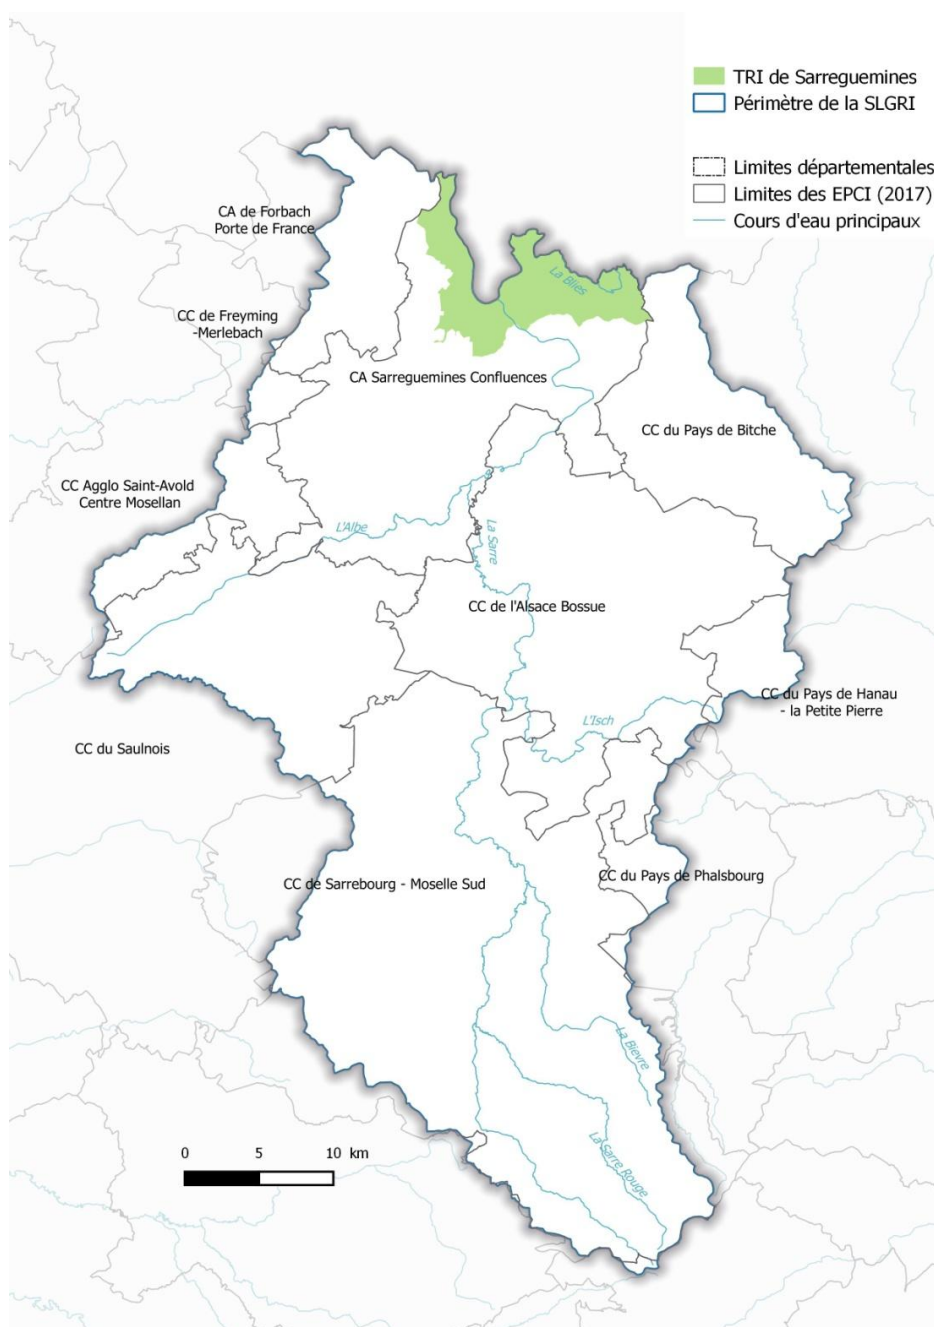 TRI de Sarreguemines
Périmètre de la SLGRI
Limites départementales
Limites des EPCI (2017)
Cours d'eau principaux
CA de Forbach
Porte de France
La Blies
CC de Freyming
-Merlebach
CA Sarreguemines Confluences
CC du Pays de Bitche
CC Agglo Saint-Avold
Centre Mosellan
L'Albe
La Sarre
CC de l'Alsace Bossue
CC du Pays de Hanau
- la Petite Pierre
L'Isch
CC du Saulnois
CC de Sarrebourg - Moselle Sud
CC du Pays de Phalsbourg
La Bievre
La Sarre Rouge
0 5 10 km